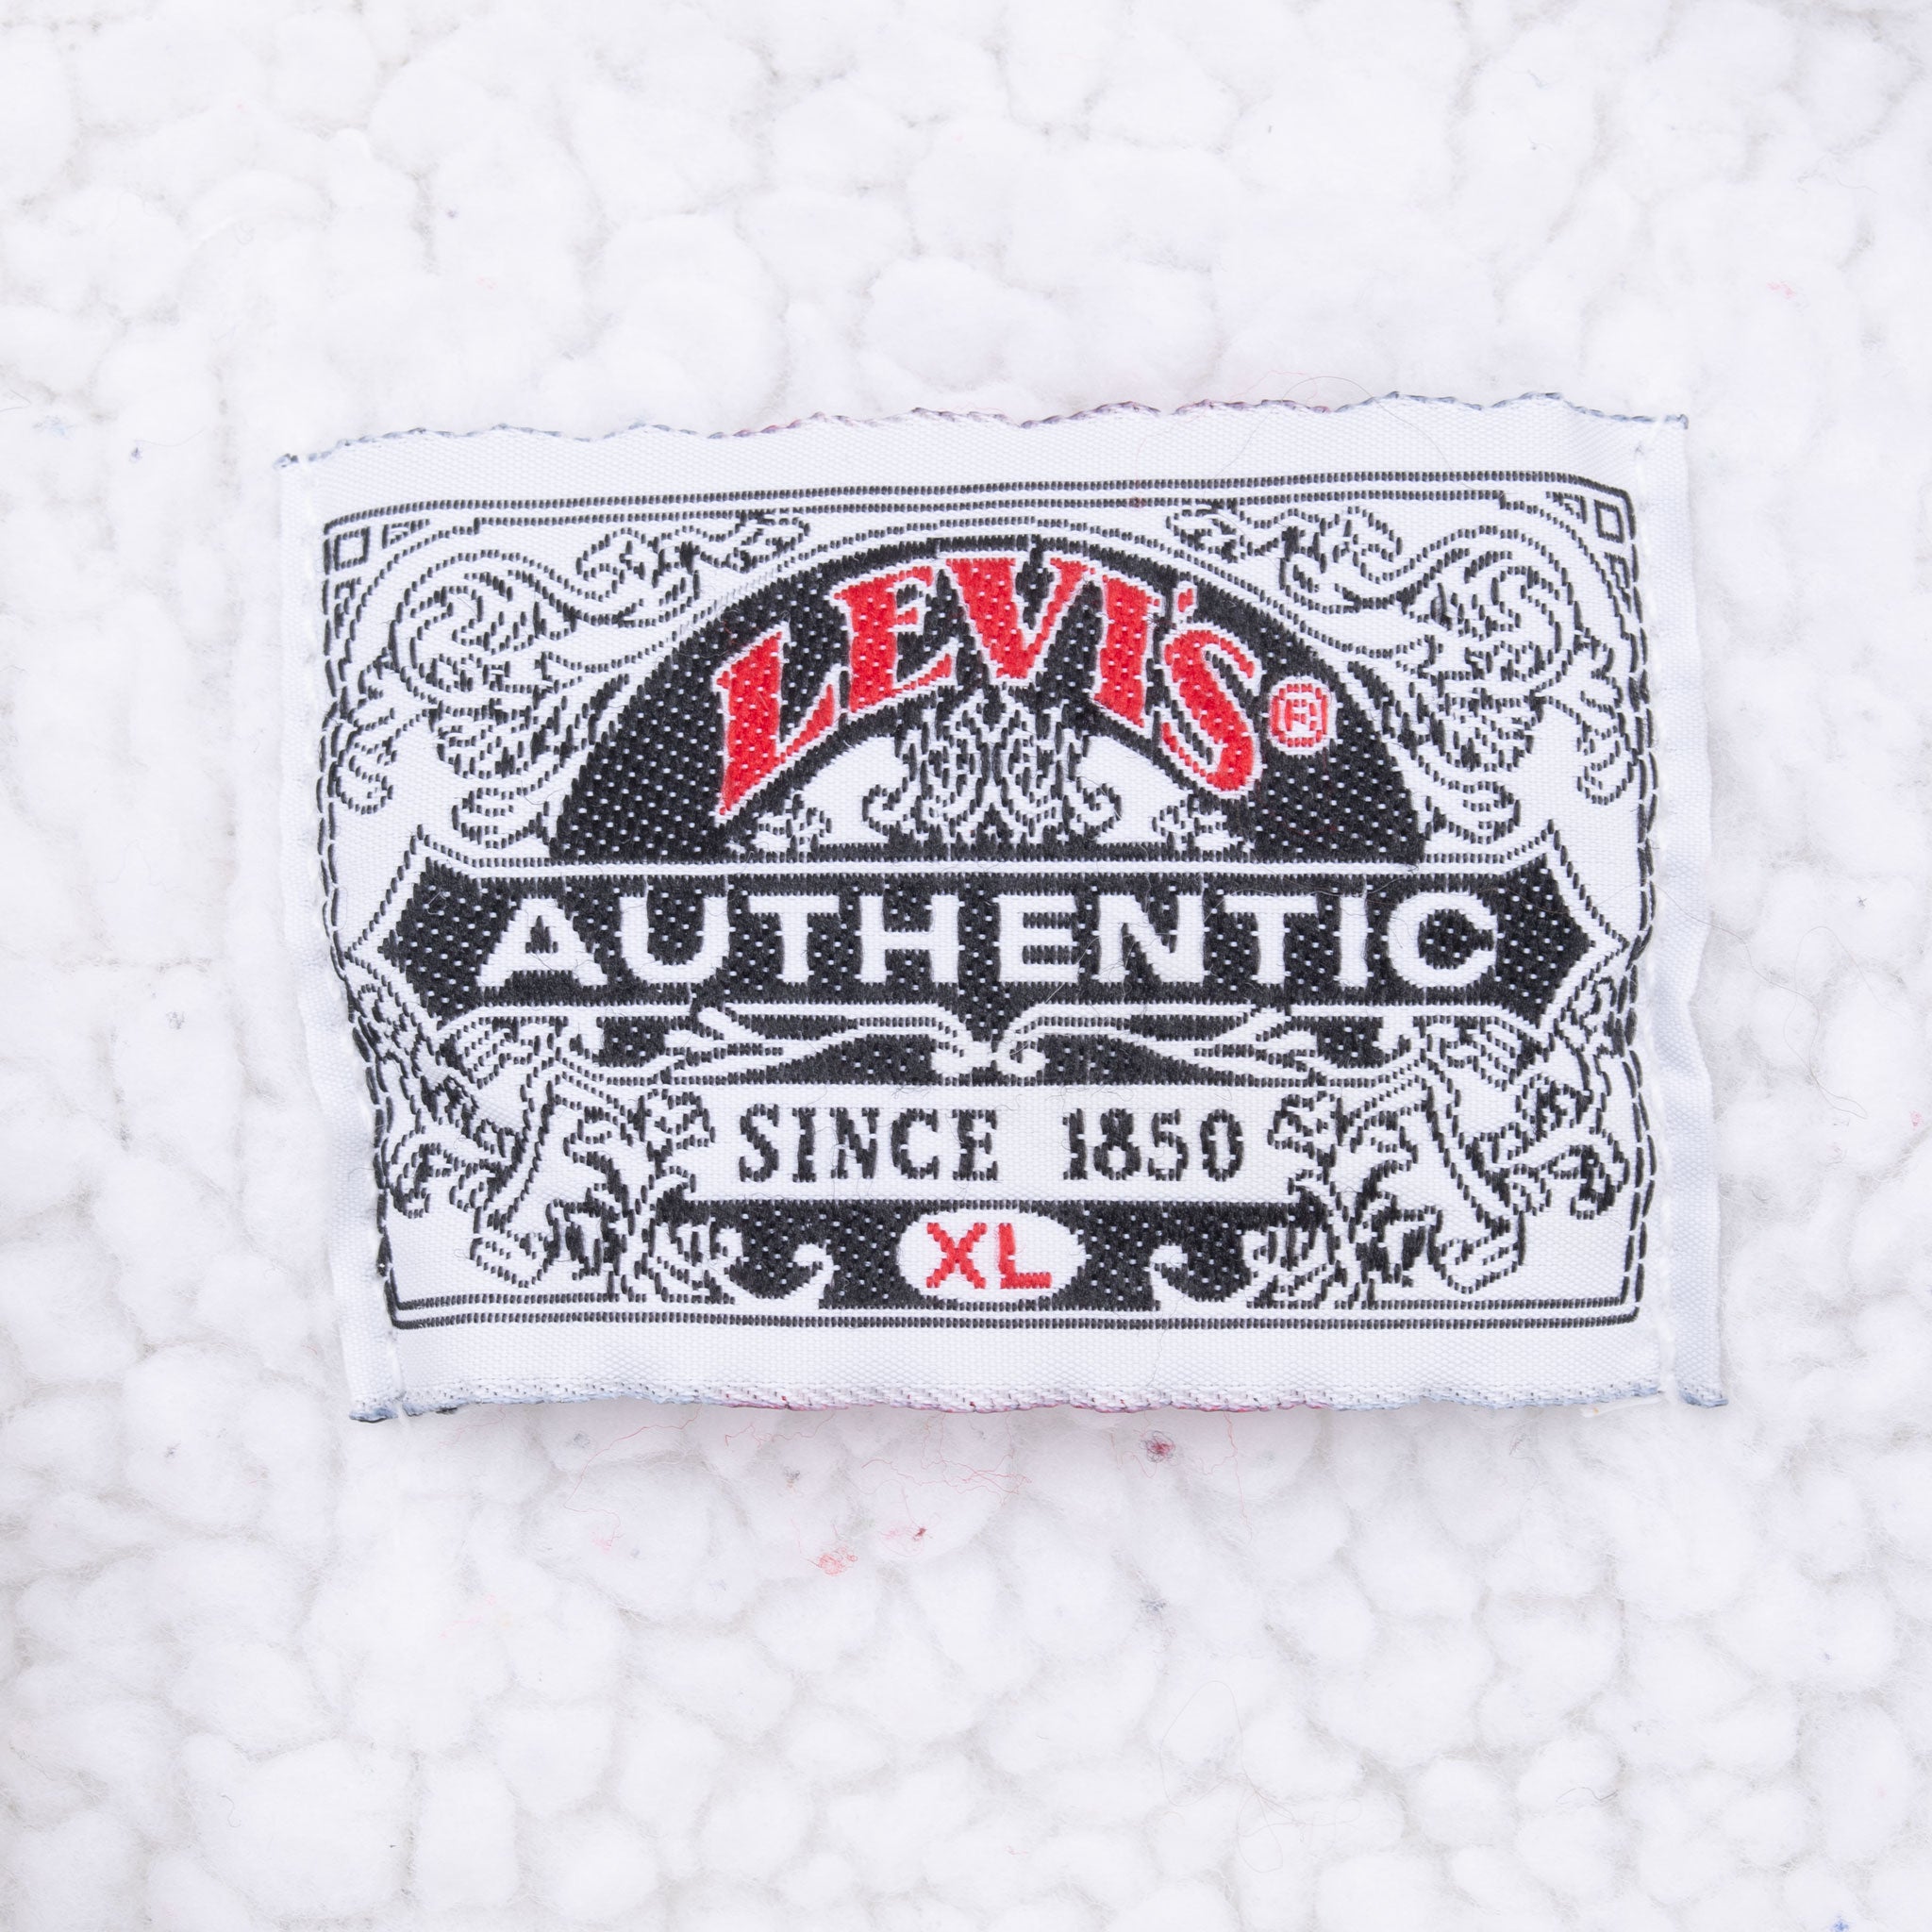 LEVI'S®
AUTHENTIC
SINCE 1850
XL